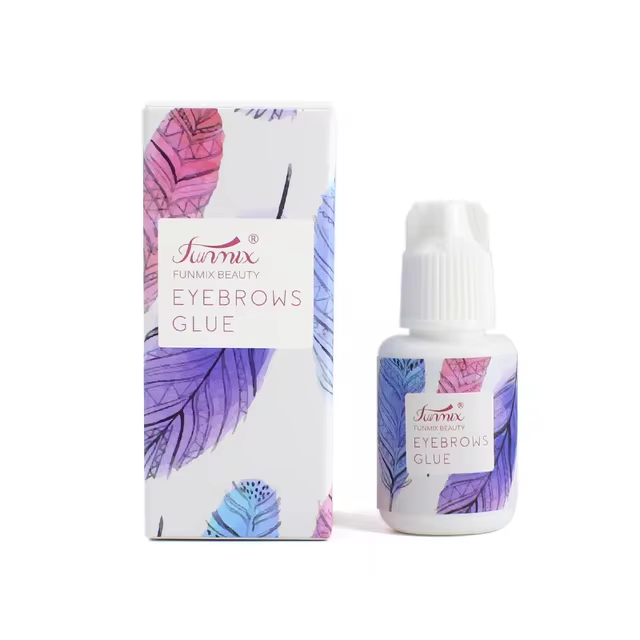 Funmix®
FUNMIX BEAUTY
EYEBROWS
GLUE
Funmix®
FUNMIX BEAUTY
EYEBROWS
GLUE